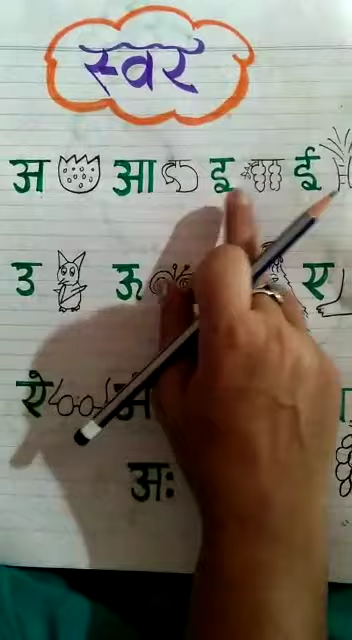 स्वर
अ आ इ ई
उ ऊ ए
ऐ
अः